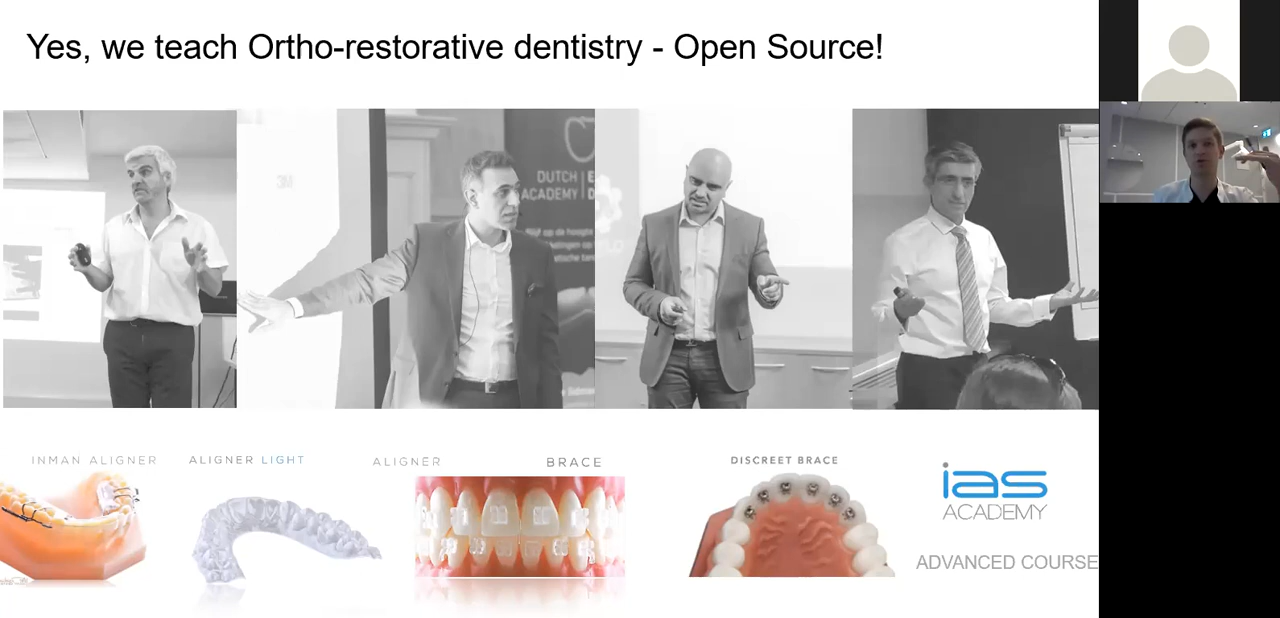 Yes, we teach Ortho-restorative dentistry - Open Source!
3M
DUTCH
ACADEMY
E
D
INMAN ALIGNER
ALIGNER LIGHT
ALIGNER
BRACE
DISCREET BRACE
ias
ACADEMY
ADVANCED COURSE